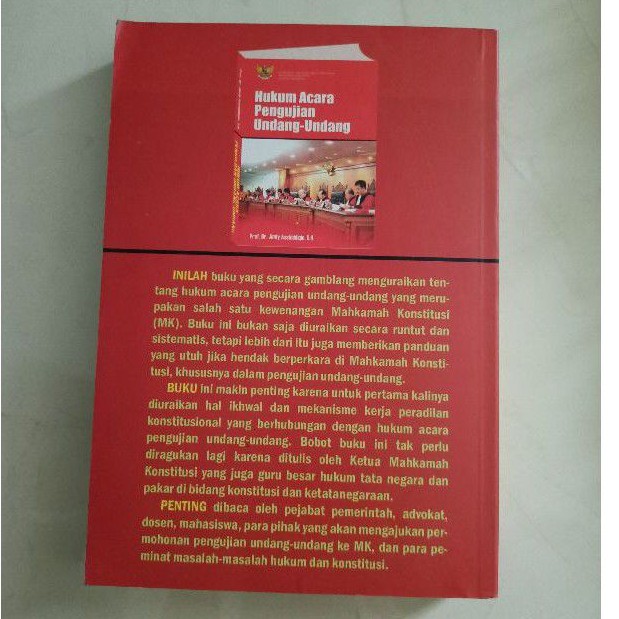 Hukum Acara
Pengujian
Undang-Undang
Prof. Dr. Jimly Asshiddiqie, S.H
INILAH buku yang secara gamblang menguraikan ten-
tang hukum acara pengujian undang-undang yang meru-
pakan salah satu kewenangan Mahkamah Konstitusi
(MK). Buku ini bukan saja diuraikan secara runtut dan
sistematis, tetapi lebih dari itu juga memberikan panduan
yang utuh jika hendak berperkara di Mahkamah Konsti-
tusi, khususnya dalam pengujian undang-undang.
BUKU ini makin penting karena untuk pertama kalinya
diuraikan hal ikhwal dan mekanisme kerja peradilan
konstitusional yang berhubungan dengan hukum acara
pengujian undang-undang. Bobot buku ini tak perlu
diragukan lagi karena ditulis oleh Ketua Mahkamah
Konstitusi yang juga guru besar hukum tata negara dan
pakar di bidang konstitusi dan ketatanegaraan.
PENTING dibaca oleh pejabat pemerintah, advokat,
dosen, mahasiswa, para pihak yang akan mengajukan per-
mohonan pengujian undang-undang ke MK, dan para pe-
minat masalah-masalah hukum dan konstitusi.